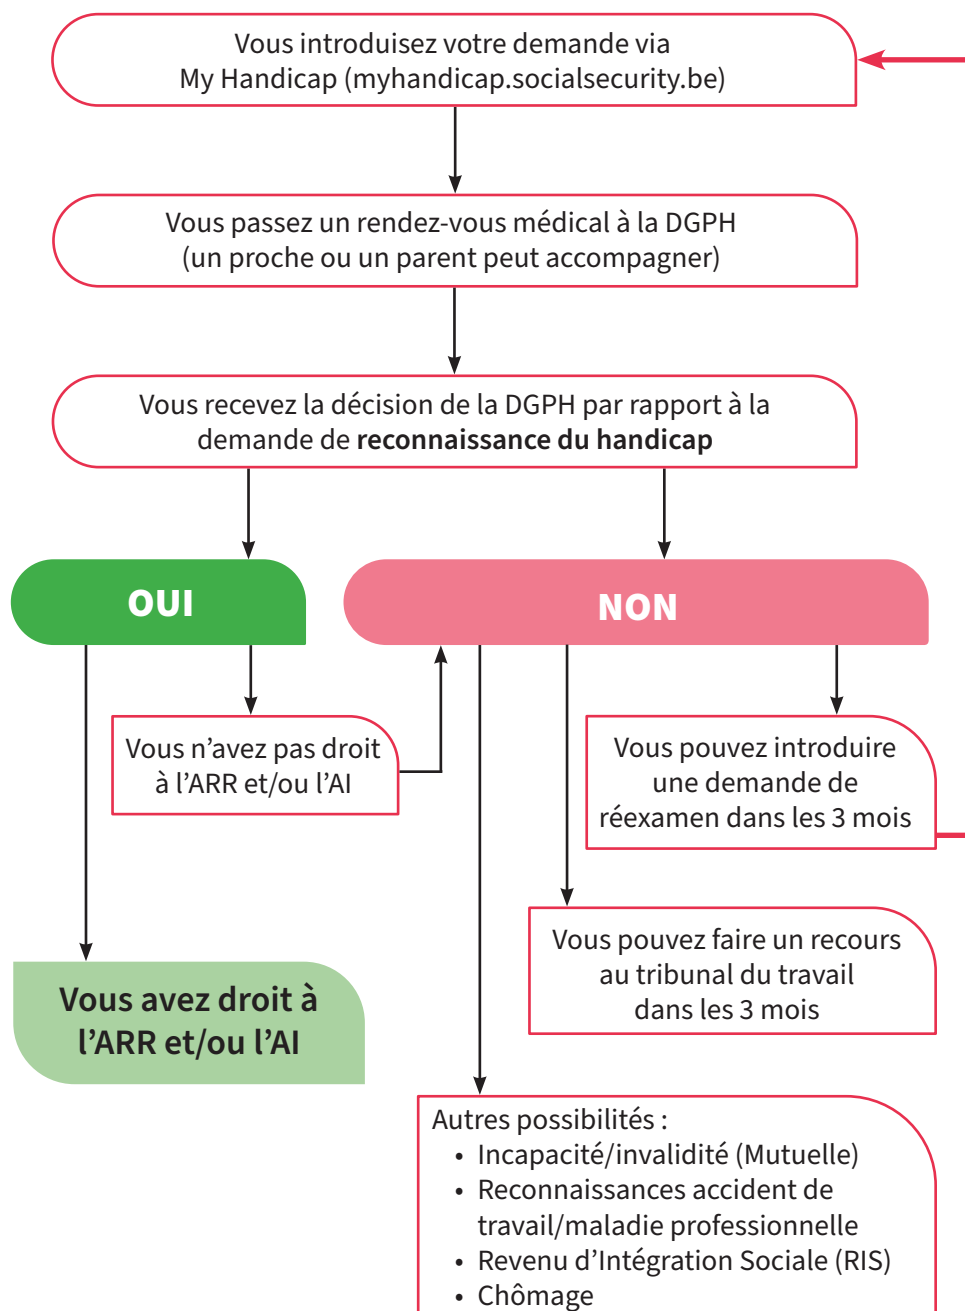 Vous introduisez votre demande via
My Handicap (myhandicap.socialsecurity.be)
Vous passez un rendez-vous médical à la DGPH
(un proche ou un parent peut accompagner)
Vous recevez la décision de la DGPH par rapport à la
demande de reconnaissance du handicap
OUI
NON
Vous n’avez pas droit
à l’ARR et/ou l’AI
Vous pouvez introduire
une demande de
réexamen dans les 3 mois
Vous pouvez faire un recours
au tribunal du travail
dans les 3 mois
Vous avez droit à
l’ARR et/ou l’AI
Autres possibilités :
• Incapacité/invalidité (Mutuelle)
• Reconnaissances accident de
travail/maladie professionnelle
• Revenu d’Intégration Sociale (RIS)
• Chômage